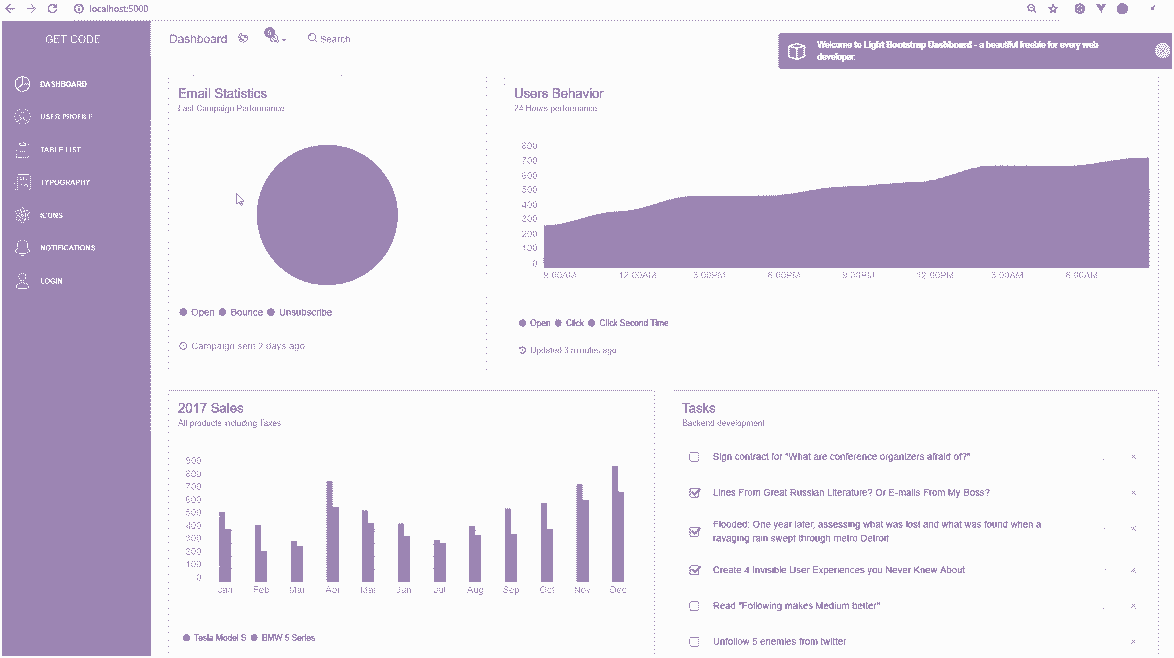 localhost:5000
GET CODE
DASHBOARD
USER PROFILE
TABLE LIST
TYPOGRAPHY
ICONS
NOTIFICATIONS
LOGIN
Dashboard
Search
Welcome to Light Bootstrap Dashboard - a beautiful freebie for every web
developer.
Email Statistics
Last Campaign Performance
Open Bounce Unsubscribe
Campaign sent 2 days ago
Users Behavior
24 Hours performance
800
700
600
500
400
300
200
100
0
9:00AM 12:00AM 3:00PM 6:00PM 9:00PM 12:00PM 3:00AM 6:00AM
Open Click Click Second Time
Updated 3 minutes ago
2017 Sales
All products including Taxes
900
800
700
600
500
400
300
200
100
0
Jan Feb Mar Apr Mai Jun Jul Aug Sep Oct Nov Dec
Tesla Model S BMW 5 Series
Tasks
Backend development
Sign contract for "What are conference organizers afraid of?"
Lines From Great Russian Literature? Or E-mails From My Boss?
Flooded: One year later, assessing what was lost and what was found when a
ravaging rain swept through metro Detroit
Create 4 Invisible User Experiences you Never Knew About
Read "Following makes Medium better"
Unfollow 5 enemies from twitter